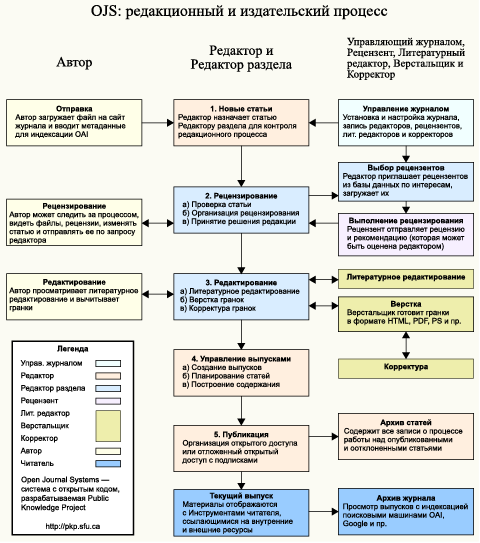 OJS: редакционный и издательский процесс
Автор
Редактор и
Редактор раздела
Управляющий журналом,
Рецензент, Литературный
редактор, Верстальщик и
Корректор
Отправка
Автор загружает файл на сайт
журнала и вводит метаданные
для индексации OAI
1. Новые статьи
Редактор назначает статью
Редактору раздела для контроля
редакционного процесса
Управление журналом
Установка и настройка журнала,
запись редакторов, рецензентов,
лит. редакторов и корректоров
Выбор рецензентов
Редактор приглашает рецензентов
из базы данных по интересам,
загружает их
Рецензирование
Автор может следить за процессом,
видеть файлы, рецензии, изменять
статью и отправлять ее по запросу
редактора
2. Рецензирование
а) Проверка статьи
б) Организация рецензирования
в) Принятие решения редакции
Выполнение рецензирования
Рецензент отправляет рецензию
и рекомендацию (которая может
быть оценена редактором)
Редактирование
Автор просматривает литературное
редактирование и вычитывает
гранки
3. Редактирование
а) Литературное редактирование
б) Верстка гранок
в) Корректура гранок
Литературное редактирование
Верстка
Верстальщик готовит гранки
в формате HTML, PDF, PS и пр.
Корректура
4. Управление выпусками
а) Создание выпусков
б) Планирование статей
в) Построение содержания
5. Публикация
Организация открытого доступа
или отложенный открытый
доступ с подписками
Архив статей
Содержит все записи о процессе
работы над опубликованными
и оотклоненными статьями
Текущий выпуск
Материалы отображаются
с Инструментами читателя,
ссылающимися на внутренние
и внешние ресурсы
Архив журнала
Просмотр выпусков с индексацией
поисковыми машинами OAI,
Google и пр.
Легенда
Управ. журналом
Редактор
Редактор раздела
Рецензент
Лит. редактор
Верстальщик
Корректор
Автор
Читатель
Open Journal Systems —
система с открытым кодом,
разрабатываемая Public
Knowledge Project
http://pkp.sfu.ca